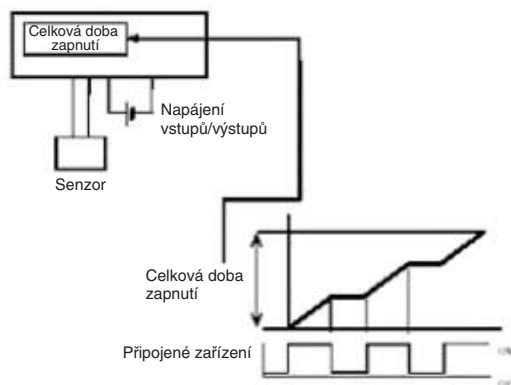 Celková doba
zapnutí
Napájení
vstupů/výstupů
Senzor
Celková doba
zapnutí
Připojené zařízení